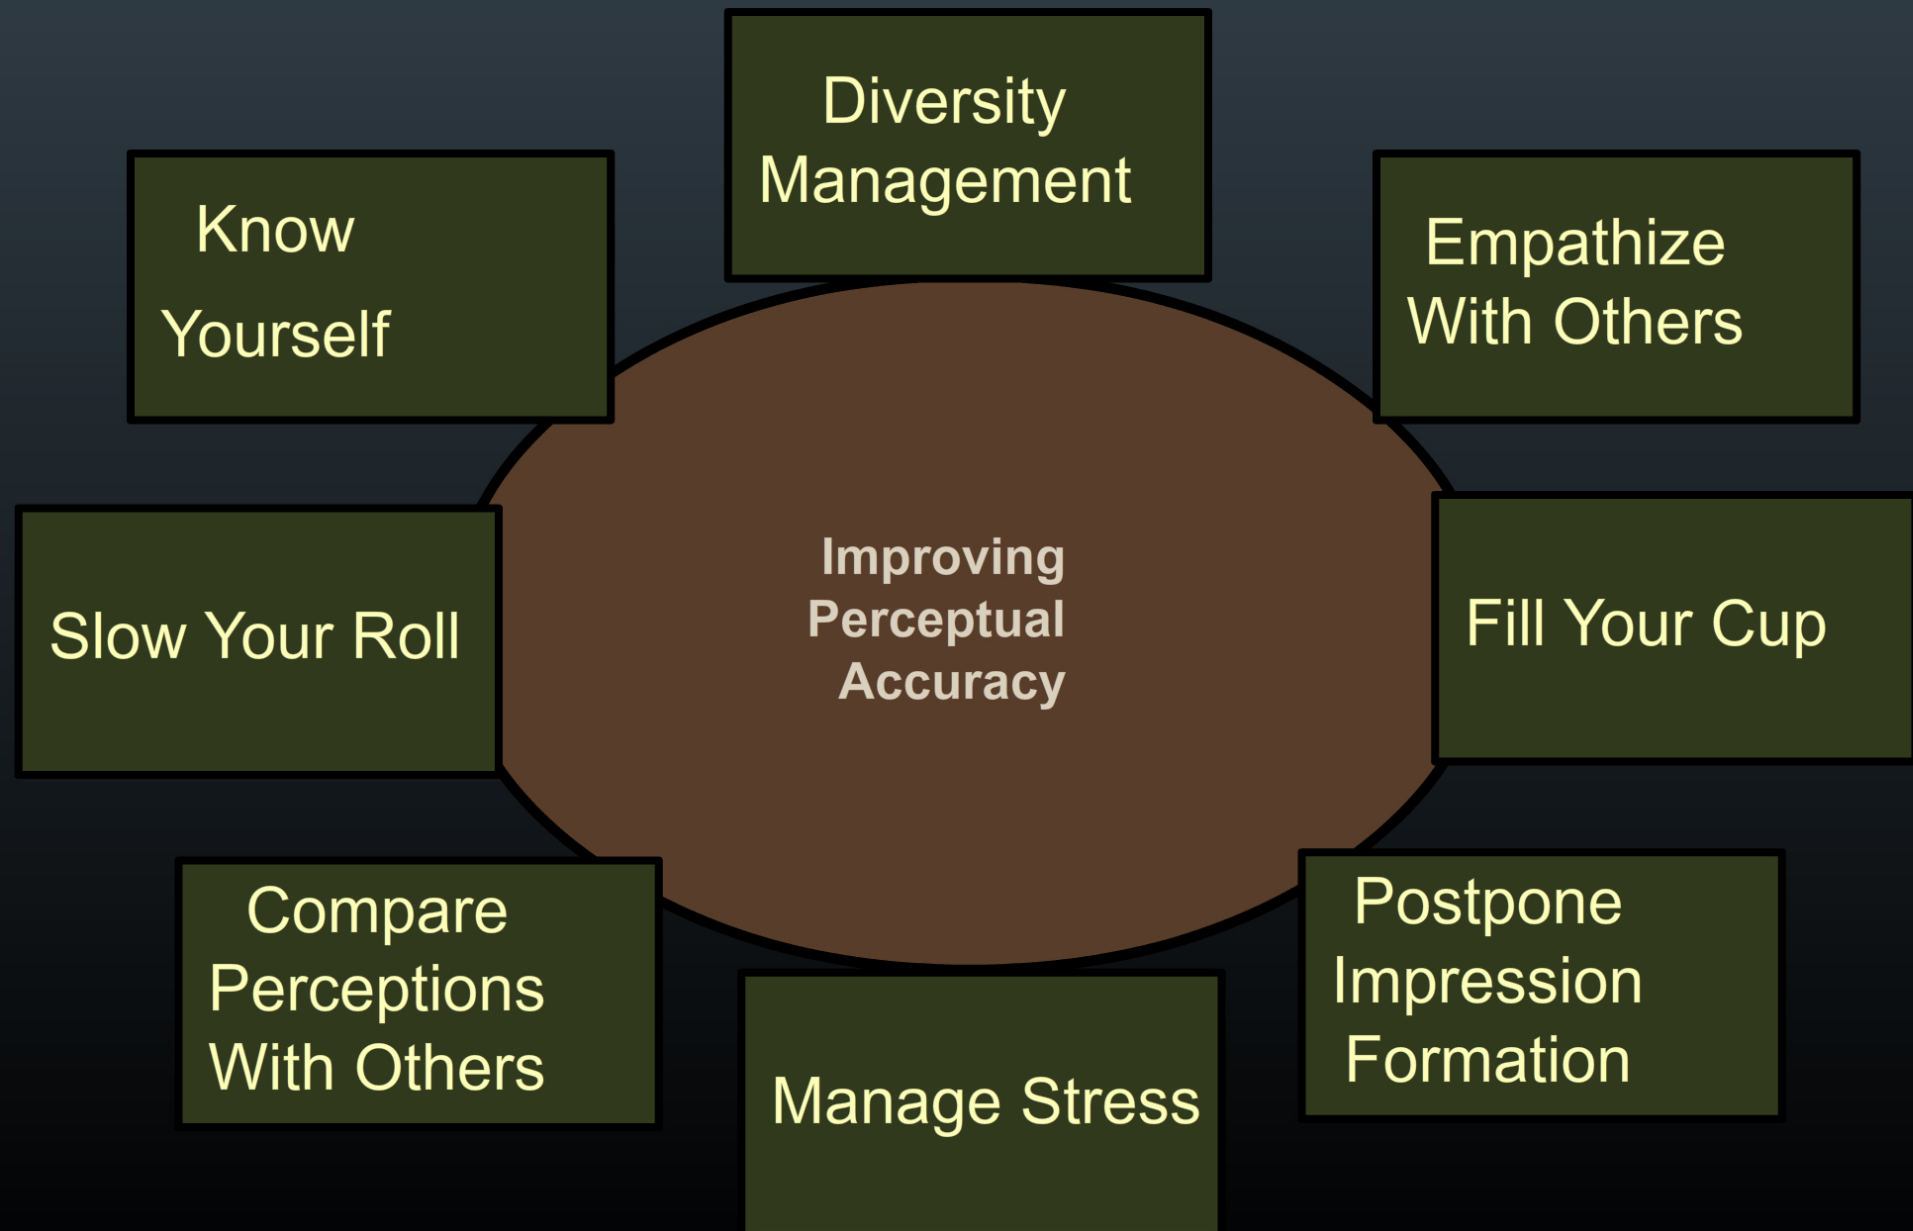 Diversity
Management
Know
Yourself
Empathize
With Others
Improving
Perceptual
Accuracy
Slow Your Roll
Fill Your Cup
Compare
Perceptions
With Others
Postpone
Impression
Formation
Manage Stress